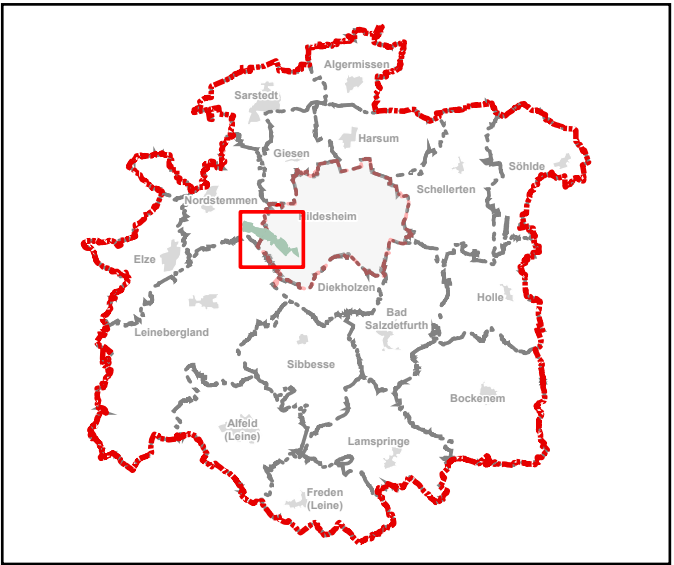 Algermissen
Sarstedt
Harsum
Giesen
Söhlde
Schellerten
Nordstemmen
ildesheim
Elze
Diekholzen
Holle
Bad
Salzdetfurth
Leinebergland
Sibbesse
Bockenem
Alfeld
(Leine)
Lamspringe
Freden
(Leine)